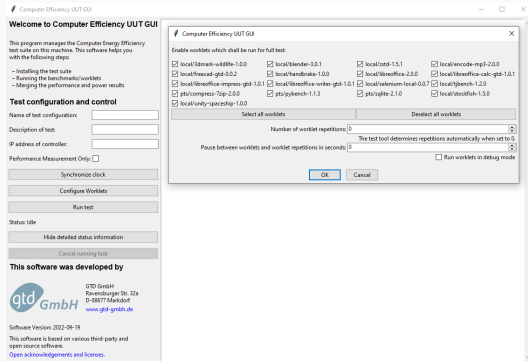 Computer Efficiency UUT GUI
Welcome to Computer Efficiency UUT GUI
This program manages the Computer Energy Efficiency
test suite on this machine. This software helps you
with the following steps:
– Installing the test suite
– Running the benchmarks/worklets
– Merging the performance and power results
Test configuration and control
Name of test configuration:
Description of test:
IP address of controller:
Performance Measurement Only:
Synchronize clock
Configure Worklets
Run test
Status: Idle
Hide detailed status information
Cancel running task
This software was developed by
gtd GmbH
GTD GmbH
Ravensburger Str. 32a
D-88677 Markdorf
www.gtd-gmbh.de
Software Version: 2022-09-19
This software is based on various third-party and
open source software.
Open acknowledgements and licenses.
Computer Efficiency UUT GUI
Enable worklets which shall be run for full test:
local/3dmark-wildlife-1.0.0 local/blender-3.0.1 local/zstd-1.5.1 local/encode-mp3-2.0.0
local/freecad-gtd-0.0.2 local/handbrake-1.0.0 local/libreoffice-2.0.0 local/libreoffice-calc-gtd-1.0.1
local/libreoffice-impress-gtd-1.0.1 local/libreoffice-writer-gtd-1.0.1 local/selenium-local-0.0.7 local/tjbench-1.2.0
pts/compress-7zip-2.0.0 pts/pybench-1.1.3 pts/sqlite-2.1.0 local/stockfish-1.5.0
local/unity-spaceship-1.0.0
Select all worklets Deselect all worklets
Number of worklet repetitions: 0
The test tool determines repetitions automatically when set to 0.
Pause between worklets and worklet repetitions in seconds: 0
Run worklets in debug mode
OK Cancel